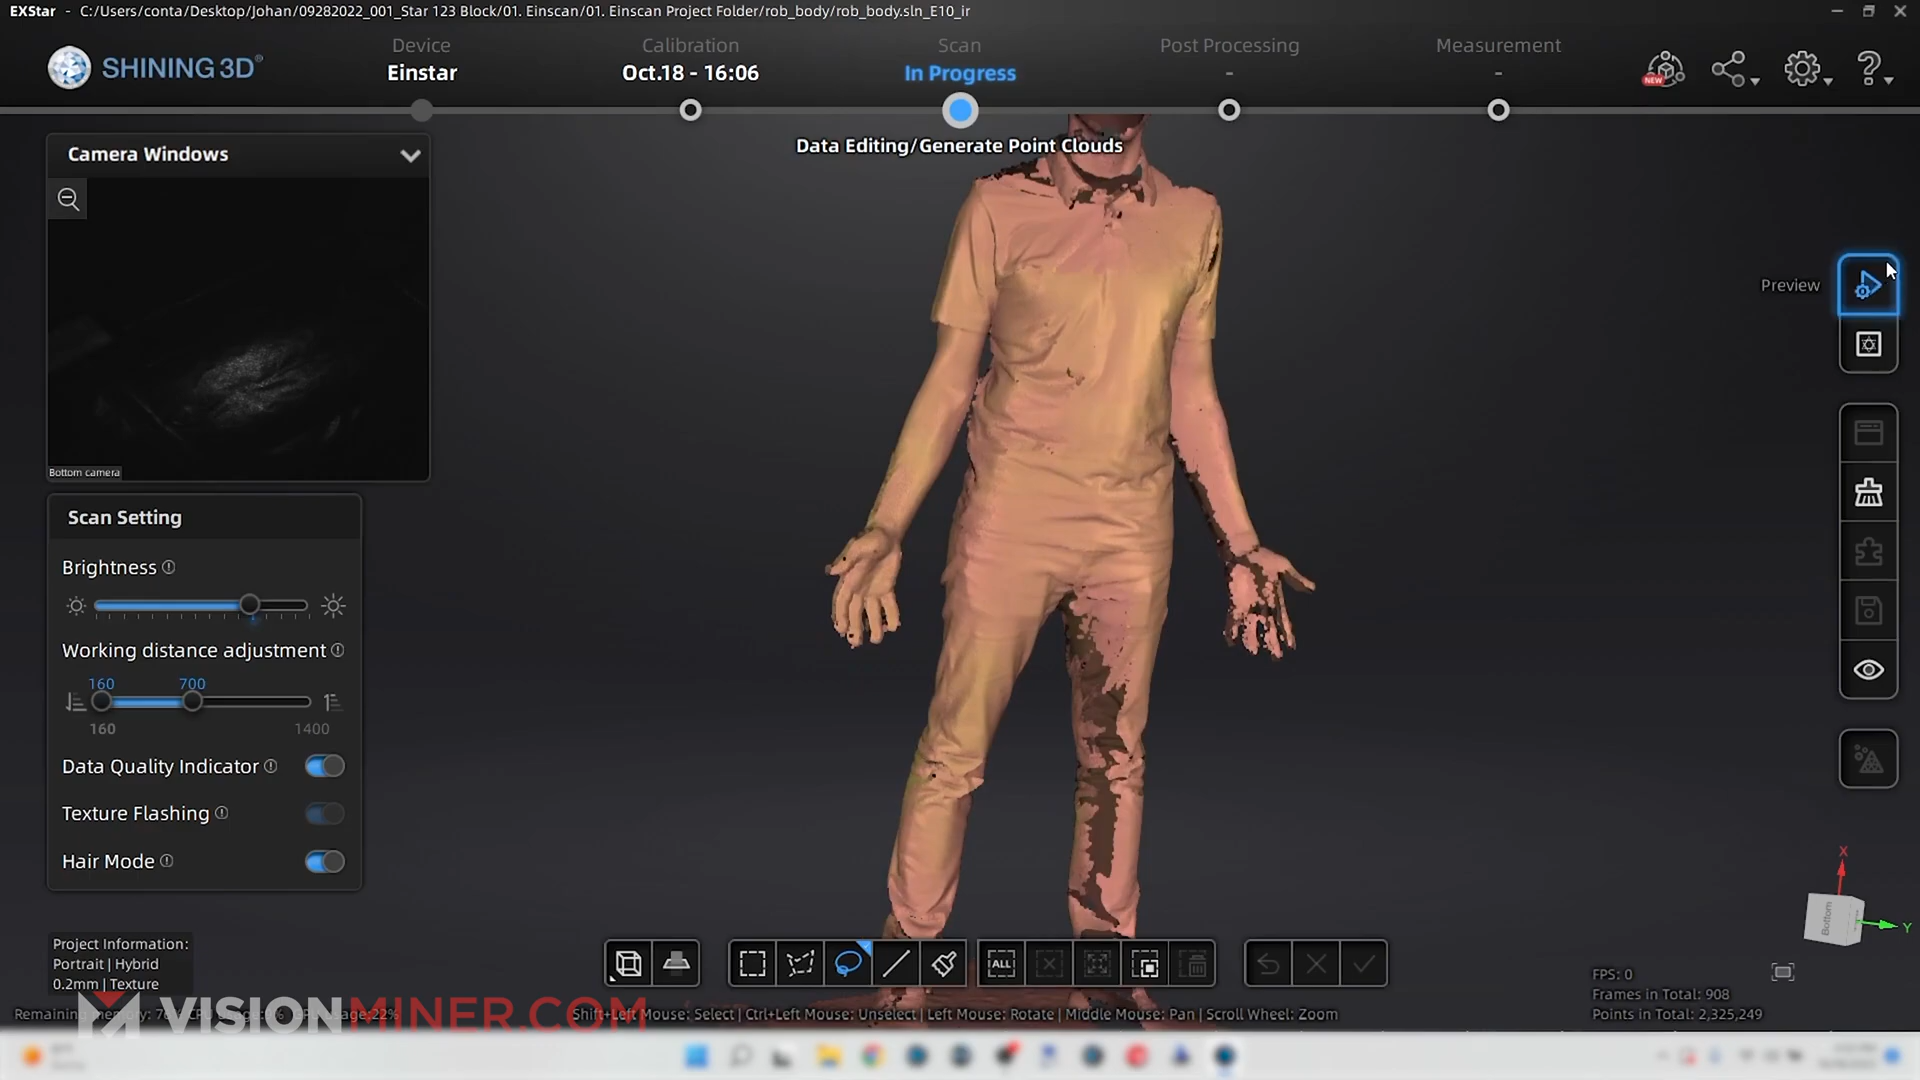 EXStar - C:/Users/conta/Desktop/Johan/09282022_001_Star 123 Block/01. Einscan/01. Einscan Project Folder/rob_body/rob_body.sln_E10_ir
SHINING 3D®
Device
Einstar
Calibration
Oct.18 - 16:06
Scan
In Progress
Post Processing
-
Measurement
-
NEW
Data Editing/Generate Point Clouds
Camera Windows
Bottom camera
Preview
Scan Setting
Brightness
Working distance adjustment
160 700
160 1400
Data Quality Indicator
Texture Flashing
Hair Mode
Project Information:
Portrait | Hybrid
0.2mm | Texture
ALL
X
Y
Bottom
FPS: 0
Frames in Total: 908
Points in Total: 2,325,249
Remaining memory:
VISIONMINER.COM
Shift+Left Mouse: Select | Ctrl+Left Mouse: Unselect | Left Mouse: Rotate | Middle Mouse: Pan | Scroll Wheel: Zoom